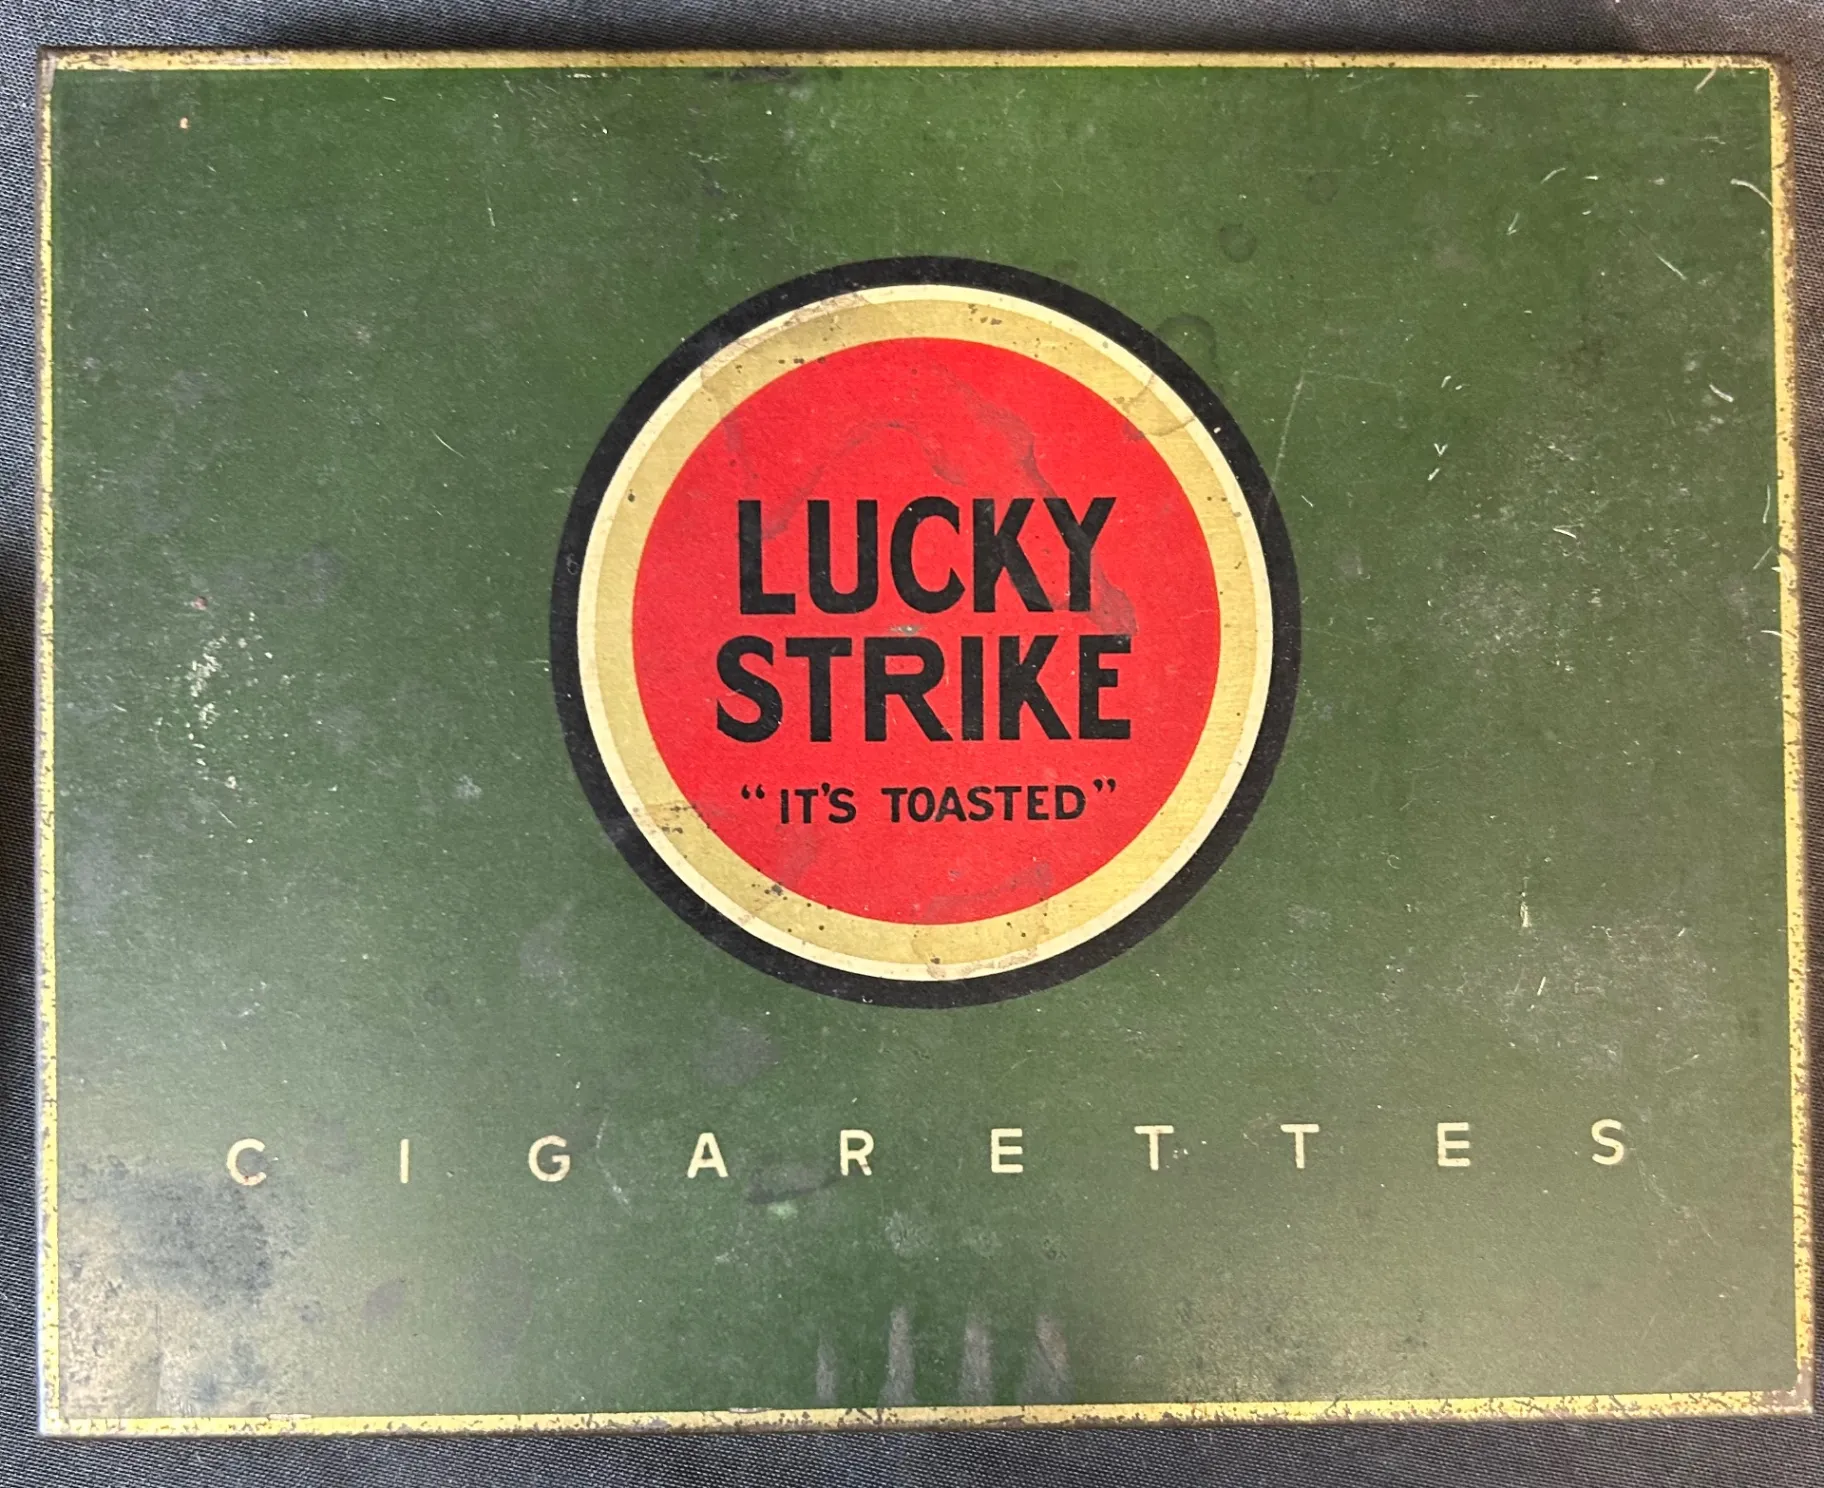 LUCKY
STRIKE
“IT'S TOASTED”
CIGARETTES